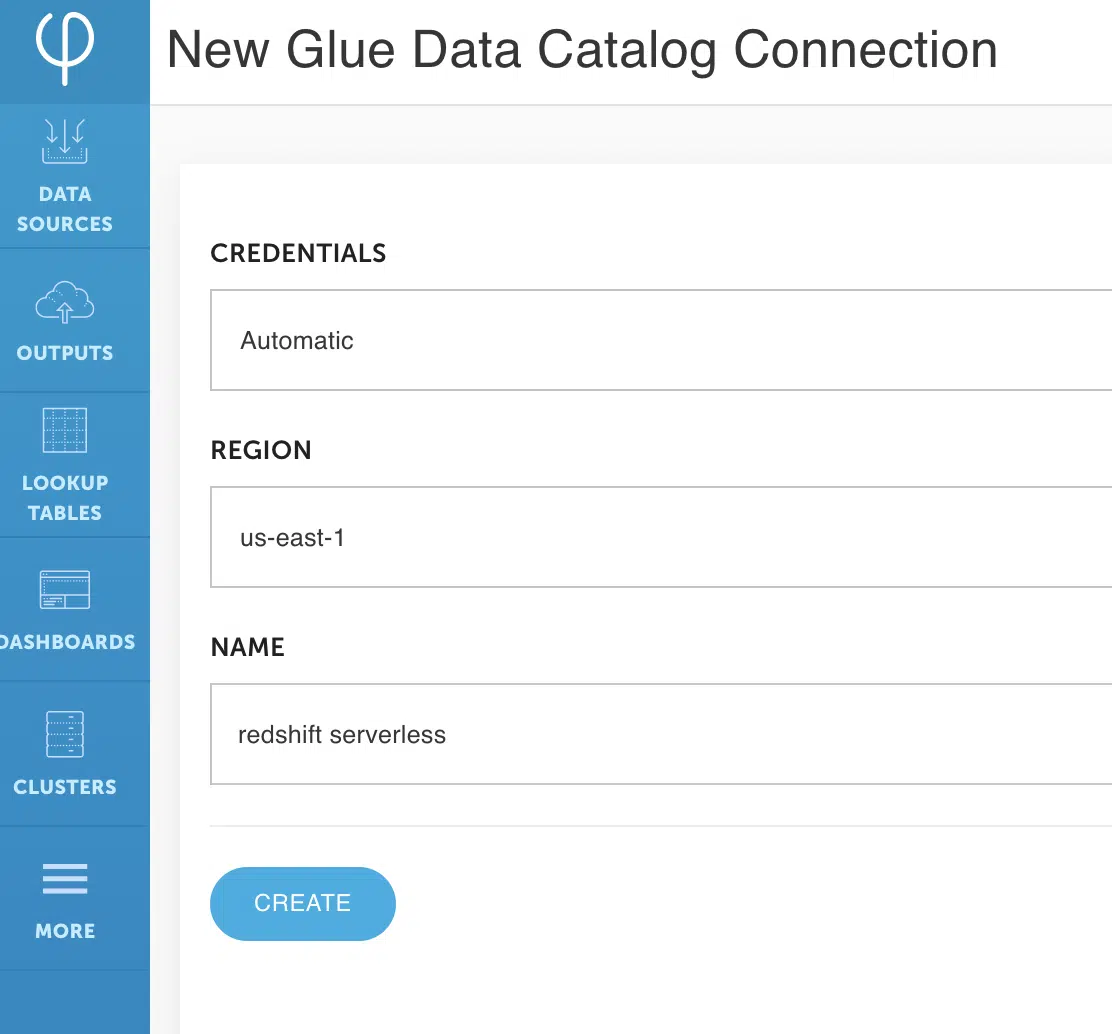 New Glue Data Catalog Connection
DATA
SOURCES
OUTPUTS
LOOKUP
TABLES
DASHBOARDS
CLUSTERS
MORE
CREDENTIALS
Automatic
REGION
us-east-1
NAME
redshift serverless
CREATE